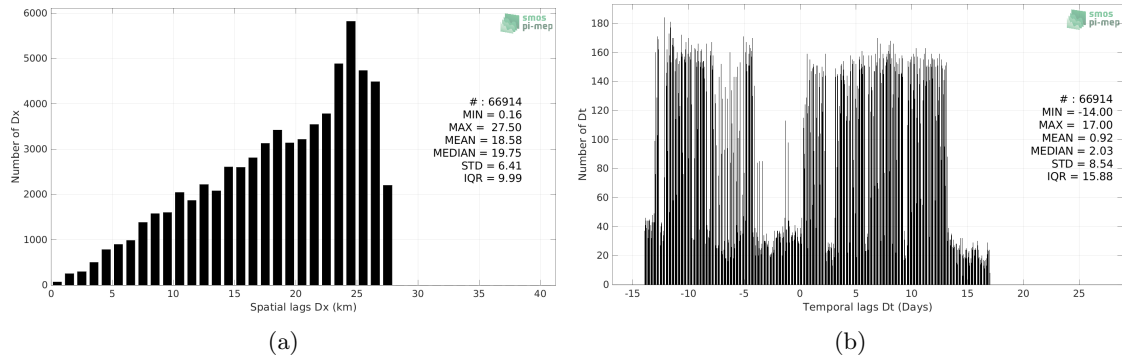 6000
5000
4000
3000
2000
1000
0
Number of Dx
0 5 10 15 20 25 30 35 40
Spatial lags Dx (km)
smos
pi-mep
# : 66914
MIN = 0.16
MAX = 27.50
MEAN = 18.58
MEDIAN = 19.75
STD = 6.41
IQR = 9.99
(a)
180
160
140
120
100
80
60
40
20
0
Number of Dt
-15 -10 -5 0 5 10 15 20 25
Temporal lags Dt (Days)
smos
pi-mep
# : 66914
MIN = -14.00
MAX = 17.00
MEAN = 0.92
MEDIAN = 2.03
STD = 8.54
IQR = 15.88
(b)